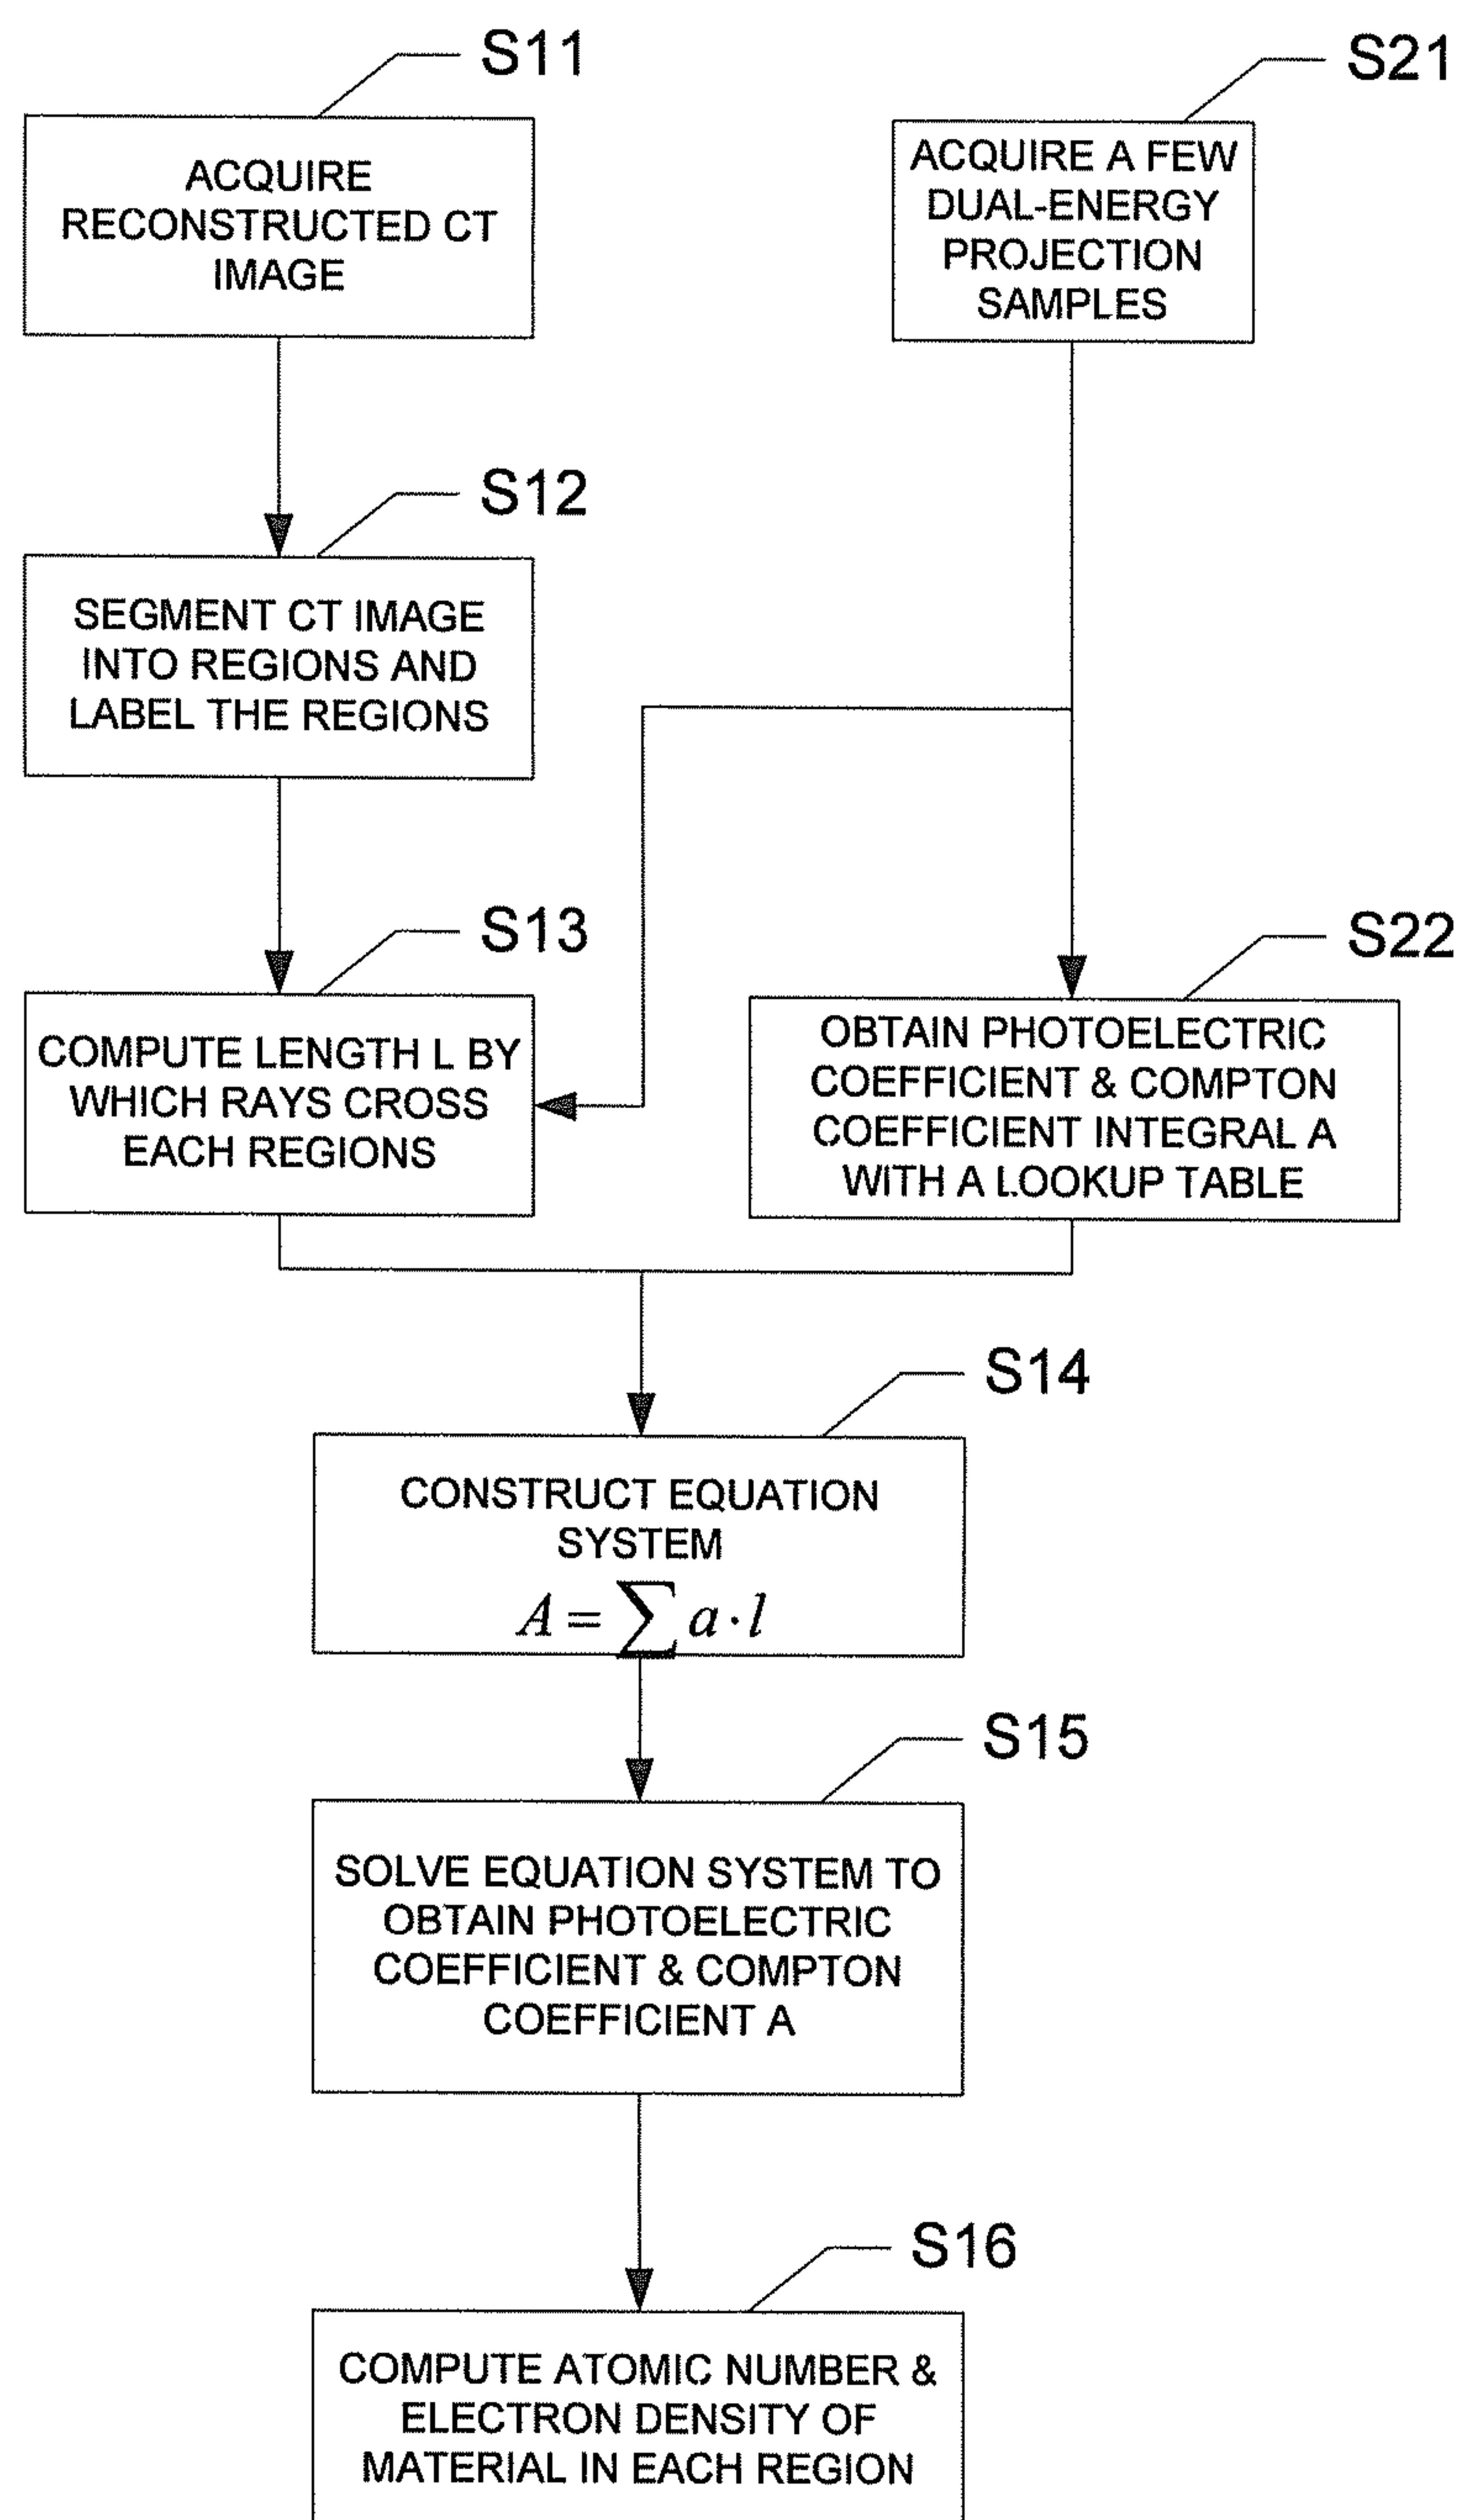 S11
ACQUIRE
RECONSTRUCTED CT
IMAGE
S21
ACQUIRE A FEW
DUAL-ENERGY
PROJECTION
SAMPLES
S12
SEGMENT CT IMAGE
INTO REGIONS AND
LABEL THE REGIONS
S13
COMPUTE LENGTH L BY
WHICH RAYS CROSS
EACH REGIONS
S22
OBTAIN PHOTOELECTRIC
COEFFICIENT & COMPTON
COEFFICIENT INTEGRAL A
WITH A LOOKUP TABLE
S14
CONSTRUCT EQUATION
SYSTEM
A = ∑ a · l
S15
SOLVE EQUATION SYSTEM TO
OBTAIN PHOTOELECTRIC
COEFFICIENT & COMPTON
COEFFICIENT A
S16
COMPUTE ATOMIC NUMBER &
ELECTRON DENSITY OF
MATERIAL IN EACH REGION